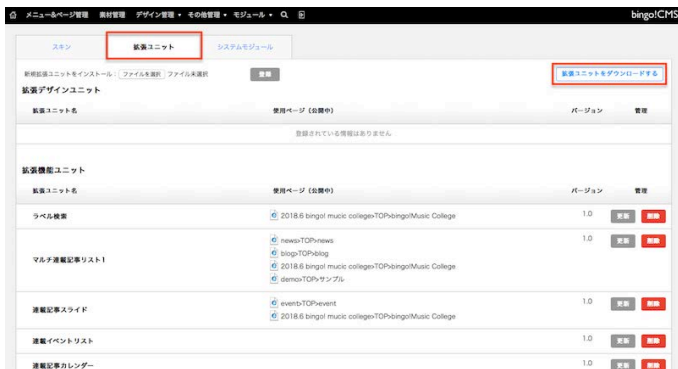 メニュー&ページ管理 素材管理 デザイン管理 その他管理 モジュール bingo!CMS
スキン 拡張ユニット システムモジュール
新規拡張ユニットをインストール： ファイルを選択 ファイル未選択 登録 拡張ユニットをダウンロードする
拡張デザインユニット
拡張ユニット名 使用ページ（公開中） バージョン 管理
登録されている情報はありません
拡張機能ユニット
拡張ユニット名 使用ページ（公開中） バージョン 管理
ラベル検索 2018.6 bingo! mucic college>TOP>bingo!Music College 1.0 更新 削除
マルチ連載記事リスト1 news>TOP>news 1.0 更新 削除
blog>TOP>blog
2018.6 bingo! mucic college>TOP>bingo!Music College
demo>TOP>サンプル
連載記事スライド event>TOP>event 1.0 更新 削除
2018.6 bingo! mucic college>TOP>bingo!Music College
連載イベントリスト 1.0 更新 削除
連載記事カレンダー 1.0 更新 削除